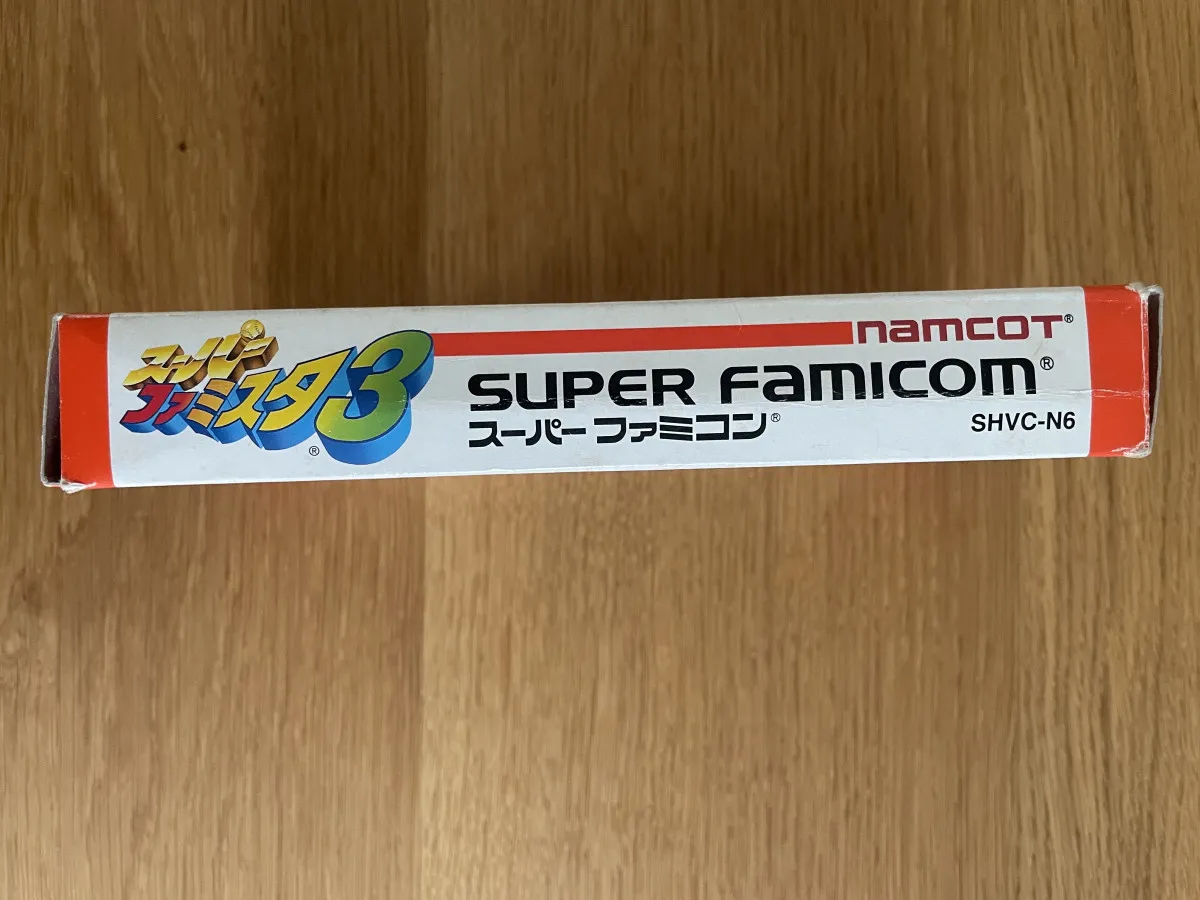 スーパー
ファミスタ3®
namcoT®
SUPER Famicom®
スーパーファミコン®
SHVC-N6